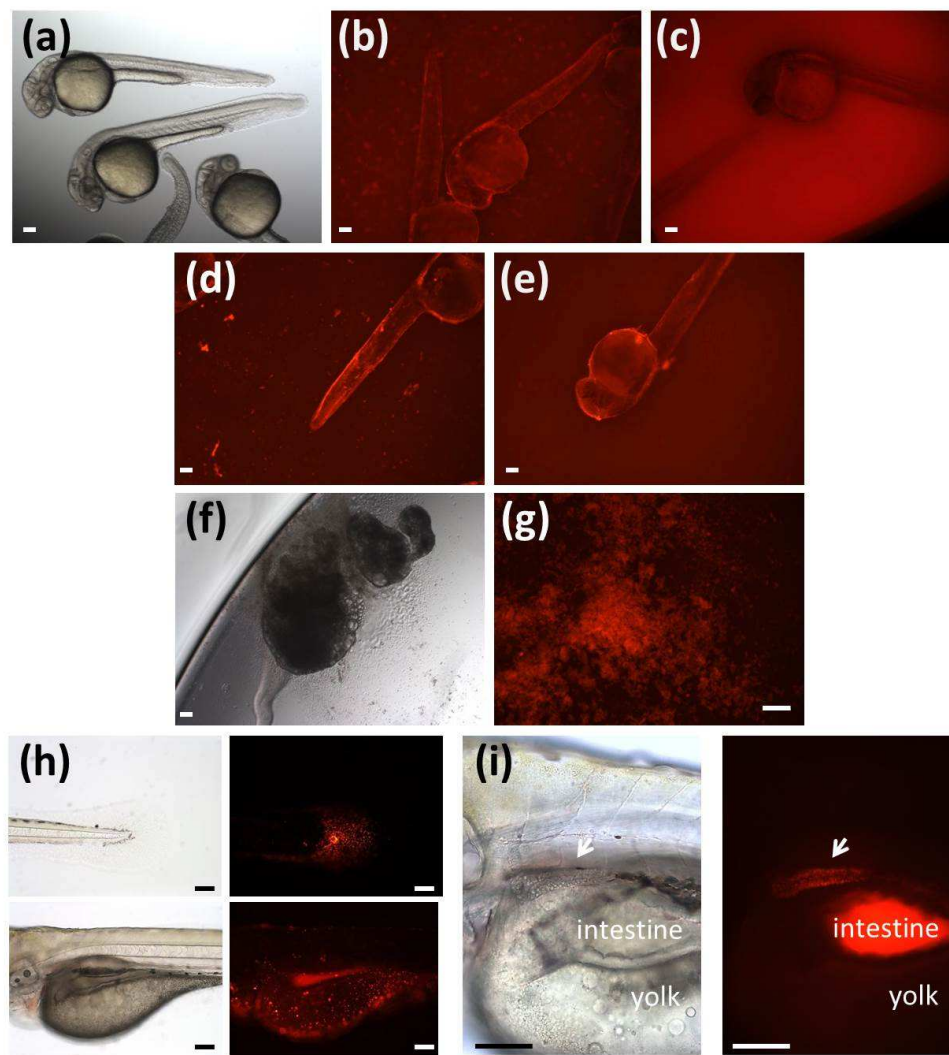 (a)
(b)
(c)
(d)
(e)
(f)
(g)
(h)
(i)
intestine
yolk
intestine
yolk